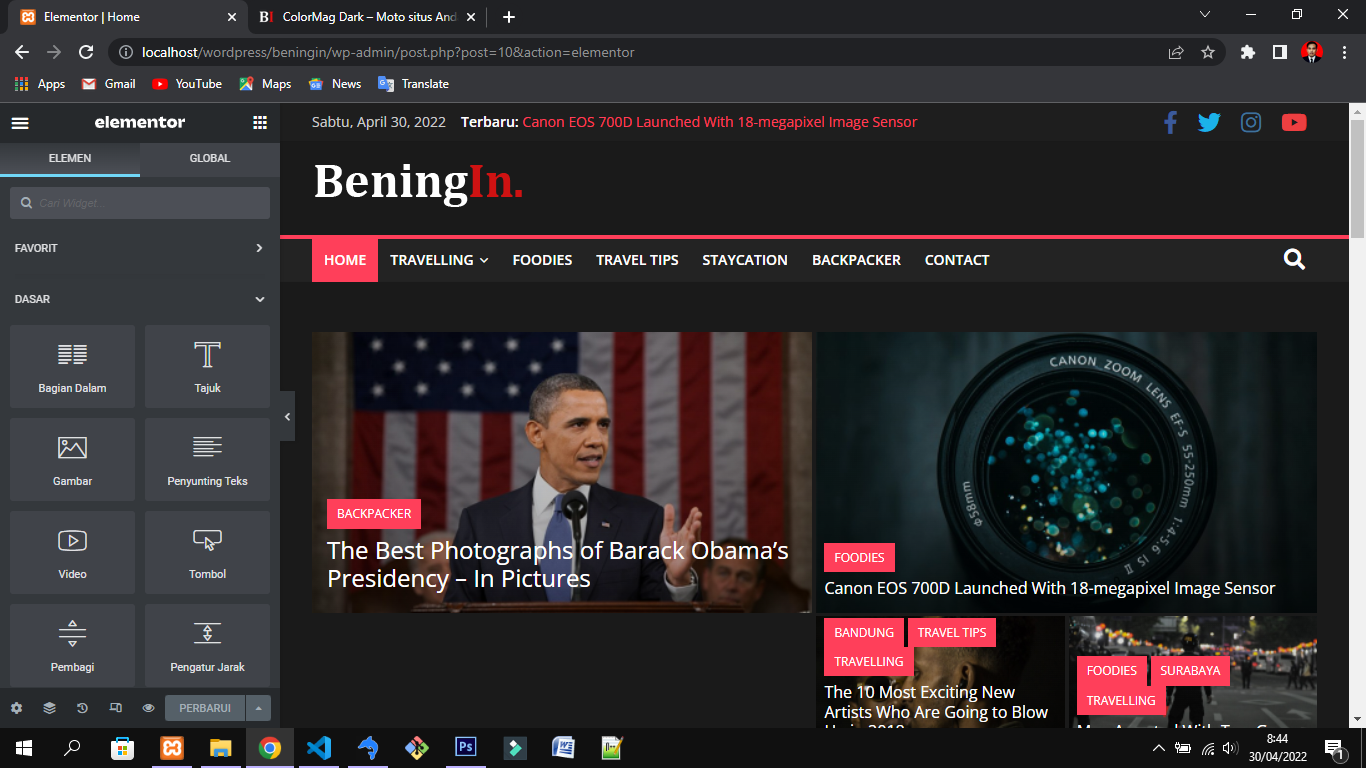 Elementor | Home
BI ColorMag Dark – Moto situs And
localhost/wordpress/beningin/wp-admin/post.php?post=10&action=elementor
Apps Gmail YouTube Maps News Translate
elementor
ELEMEN GLOBAL
Cari Widget...
FAVORIT
DASAR
Bagian Dalam Tajuk
Gambar Penyunting Teks
Video Tombol
Pembagi Pengatur Jarak
PERBARUI
Sabtu, April 30, 2022 Terbaru: Canon EOS 700D Launched With 18-megapixel Image Sensor
BeningIn.
HOME TRAVELLING FOODIES TRAVEL TIPS STAYCATION BACKPACKER CONTACT
BACKPACKER
The Best Photographs of Barack Obama’s
Presidency – In Pictures
CANON ZOOM LENS EF-S 55-250mm 1:4-5.6 IS II
φ58mm
FOODIES
Canon EOS 700D Launched With 18-megapixel Image Sensor
BANDUNG TRAVEL TIPS
TRAVELLING
The 10 Most Exciting New
Artists Who Are Going to Blow
FOODIES SURABAYA
TRAVELLING
Ps
8:44
30/04/2022
1